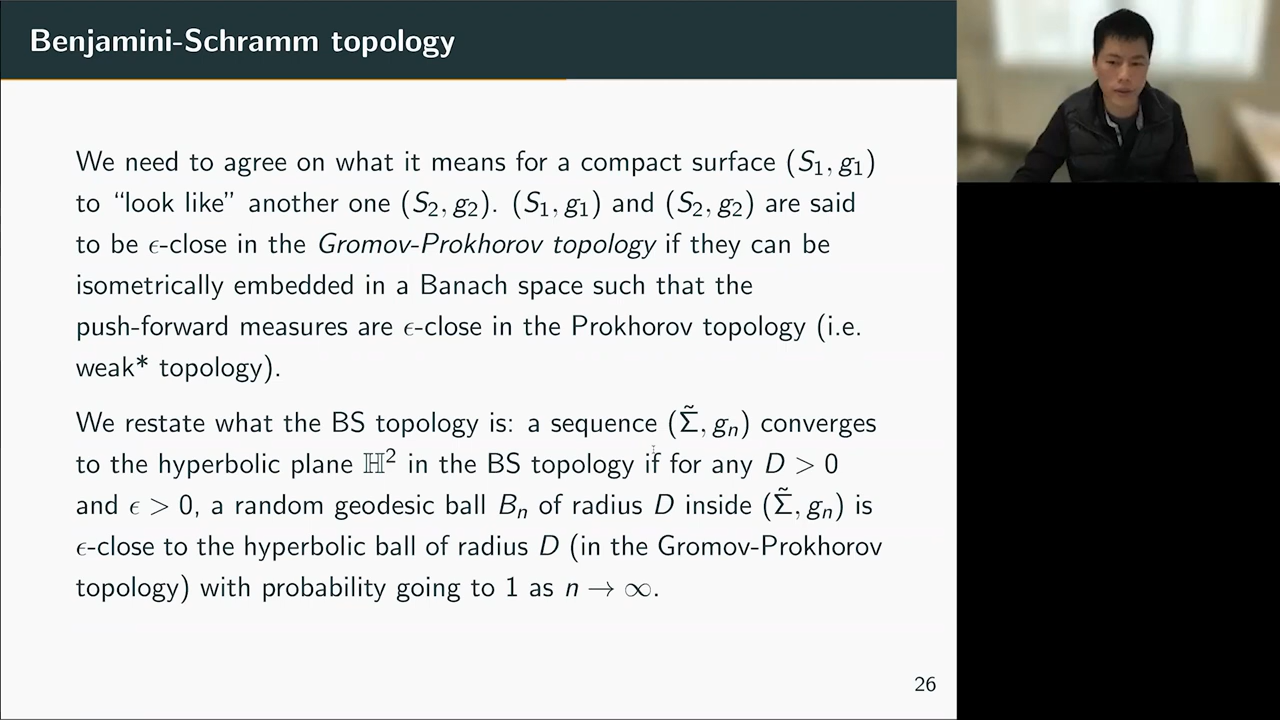 Benjamini-Schramm topology
We need to agree on what it means for a compact surface (S₁, g₁)
to “look like” another one (S₂, g₂). (S₁, g₁) and (S₂, g₂) are said
to be ϵ-close in the Gromov-Prokhorov topology if they can be
isometrically embedded in a Banach space such that the
push-forward measures are ϵ-close in the Prokhorov topology (i.e.
weak* topology).
We restate what the BS topology is: a sequence (Σ̃, gₙ) converges
to the hyperbolic plane ℍ² in the BS topology if for any D > 0
and ϵ > 0, a random geodesic ball Bₙ of radius D inside (Σ̃, gₙ) is
ϵ-close to the hyperbolic ball of radius D (in the Gromov-Prokhorov
topology) with probability going to 1 as n → ∞.
26